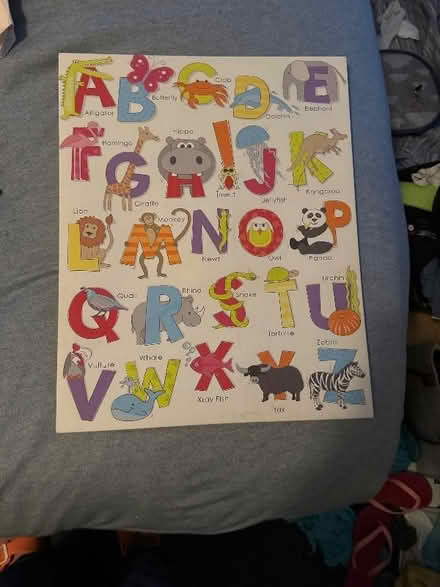 A B C D E
Alligator Butterfly Crab Dolphin Elephant
F G H I J K
Flamingo Giraffe Hippo Insect Jellyfish Kangaroo
L M N O P
Lion Monkey Newt Owl Panda
Q R S T U
Quail Rhino Snake Tortoise Urchin
V W X Y Z
Vulture Whale Xray Fish Yak Zebra